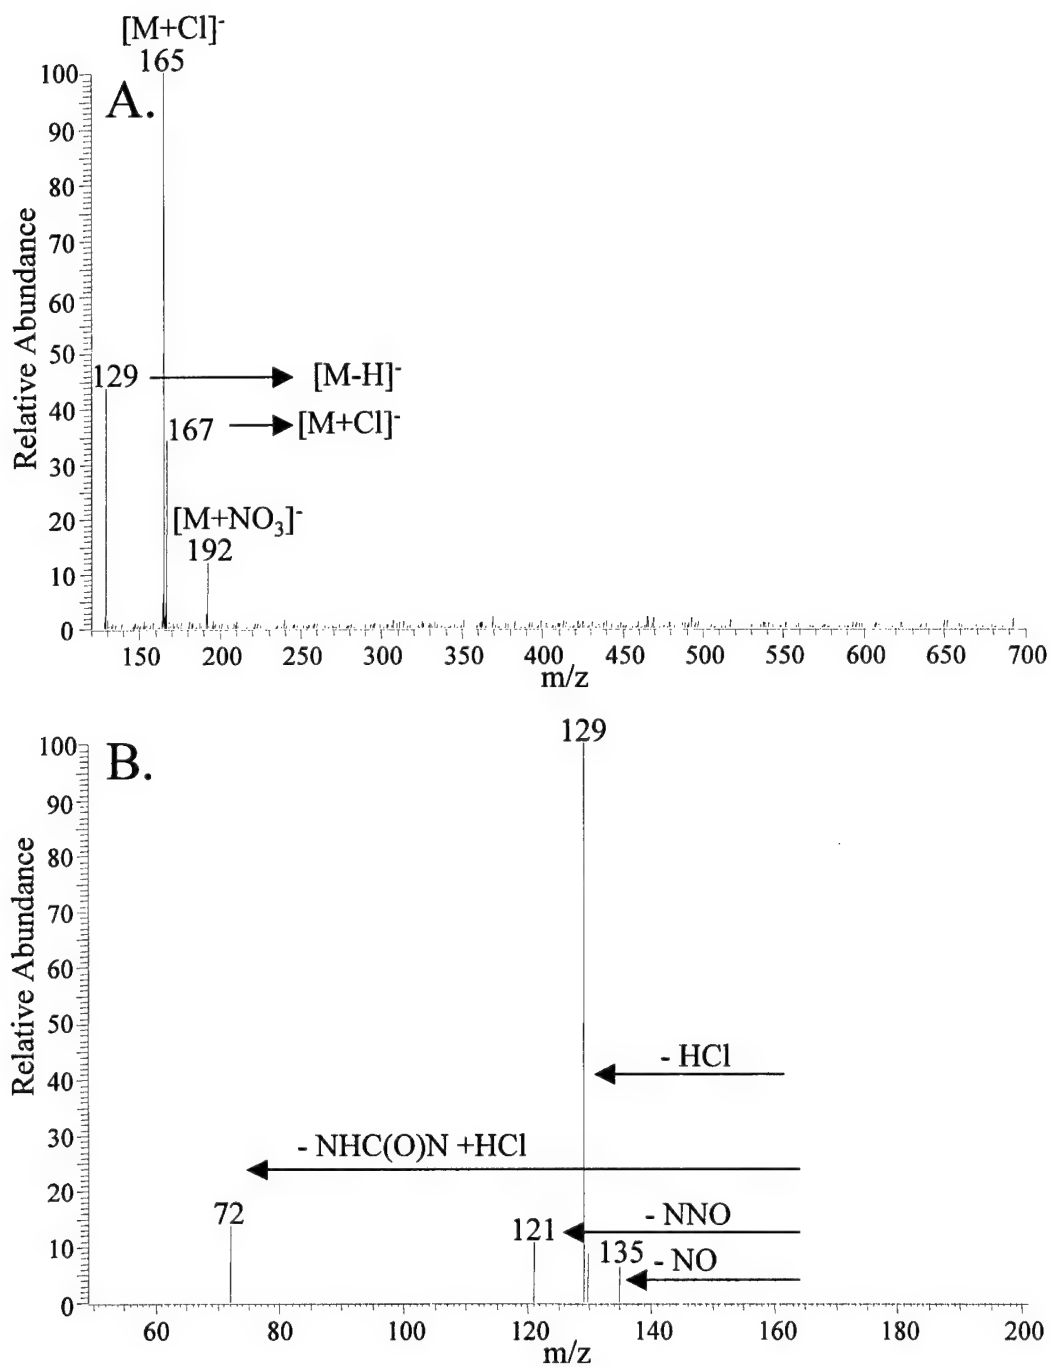 [M+Cl]-
165
A.
100
90
80
70
60
50
40
30
20
10
0
Relative Abundance
129
[M-H]-
167
[M+Cl]-
[M+NO3]-
192
150 200 250 300 350 400 450 500 550 600 650 700
m/z
129
B.
100
90
80
70
60
50
40
30
20
10
0
Relative Abundance
- HCl
- NHC(O)N +HCl
72
- NNO
121
135 - NO
60 80 100 120 140 160 180 200
m/z